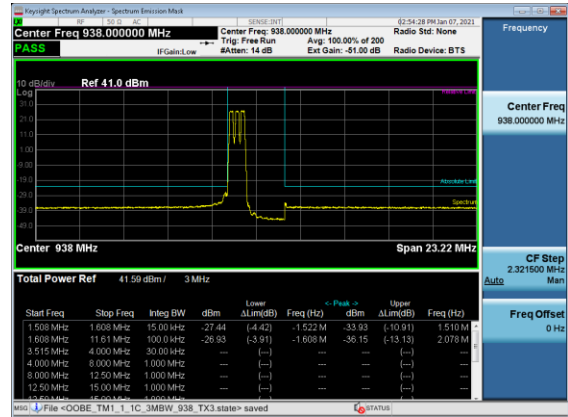 Keysight Spectrum Analyzer - Spectrum Emission Mask
RF 50 Ω AC SENSE:INT 02:54:28 PM Jan 07, 2021
Center Freq 938.000000 MHz
Center Freq: 938.000000 MHz
Radio Std: None
Trig: Free Run
Avg: 100.00% of 200
PASS
IFGain:Low
#Atten: 14 dB
Ext Gain: -51.00 dB
Radio Device: BTS
10 dB/div Ref 41.0 dBm
Log
31.0
21.0
11.0
1.00
-9.00
-19.0
-29.0
-39.0
-49.0
Relative Limit
Absolute Limit
Spectrum
Center 938 MHz
Span 23.22 MHz
Total Power Ref 41.59 dBm / 3 MHz
Lower <- Peak -> Upper
Start Freq Stop Freq Integ BW dBm ΔLim(dB) Freq (Hz) dBm ΔLim(dB) Freq (Hz)
1.508 MHz 1.608 MHz 15.00 kHz -27.44 (-4.42) -1.522 M -33.93 (-10.91) 1.510 M
1.608 MHz 11.61 MHz 100.0 kHz -26.93 (-3.91) -1.608 M -36.15 (-13.13) 2.078 M
3.515 MHz 4.000 MHz 30.00 kHz --- (---) --- --- (---) ---
4.000 MHz 8.000 MHz 1.000 MHz --- (---) --- --- (---) ---
8.000 MHz 12.50 MHz 1.000 MHz --- (---) --- --- (---) ---
12.50 MHz 15.00 MHz 1.000 MHz --- (---) --- --- (---) ---
MSG File <OOBE_TM1_1_1C_3MBW_938_TX3.state> saved
STATUS
Frequency
Center Freq
938.000000 MHz
CF Step
2.321500 MHz
Auto Man
Freq Offset
0 Hz